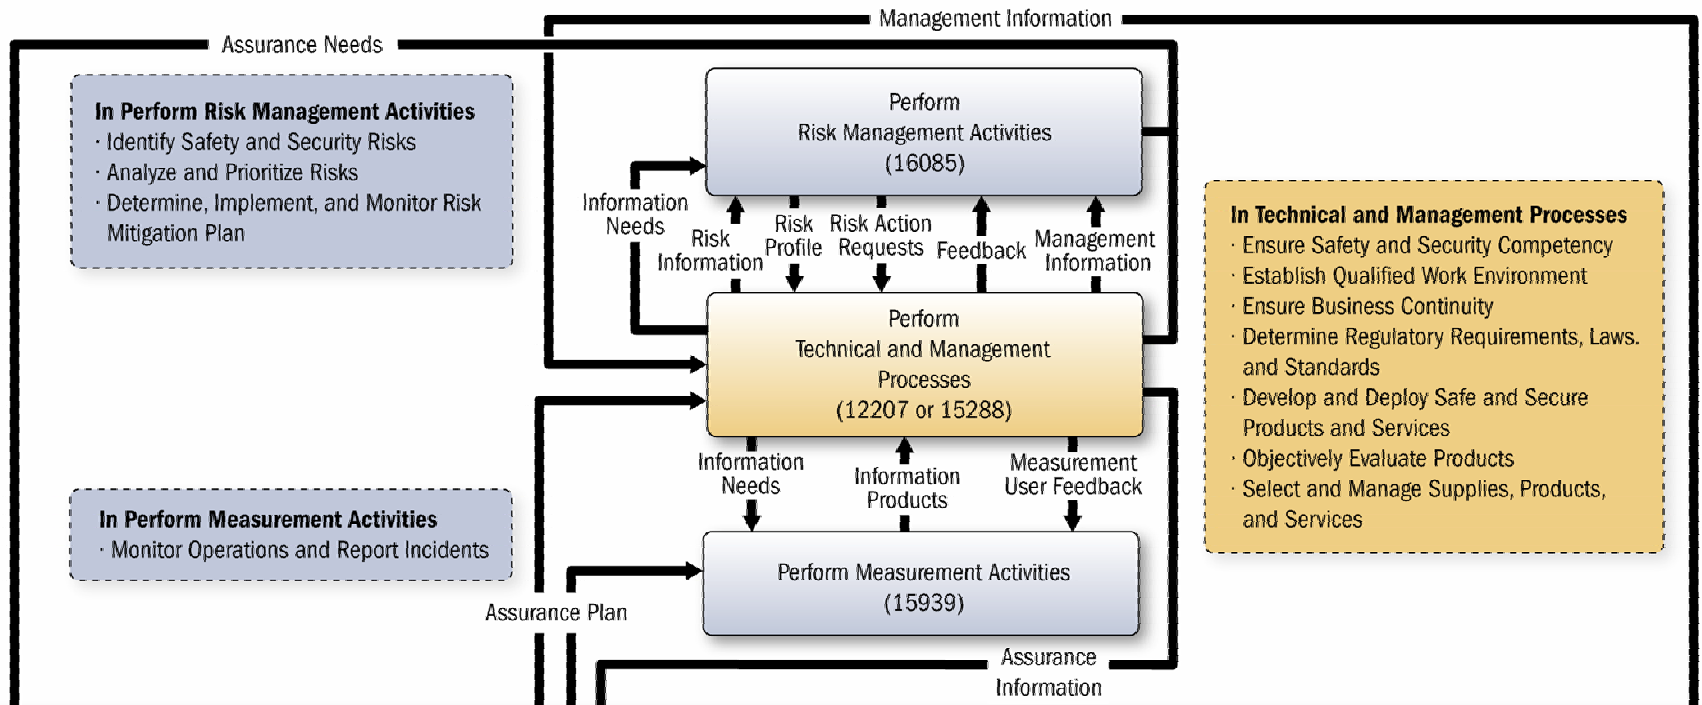 Management Information
Assurance Needs
In Perform Risk Management Activities
· Identify Safety and Security Risks
· Analyze and Prioritize Risks
· Determine, Implement, and Monitor Risk
Mitigation Plan
Perform
Risk Management Activities
(16085)
Information
Needs
Risk
Information
Risk
Profile
Risk Action
Requests
Feedback
Management
Information
In Technical and Management Processes
· Ensure Safety and Security Competency
· Establish Qualified Work Environment
· Ensure Business Continuity
· Determine Regulatory Requirements, Laws.
and Standards
· Develop and Deploy Safe and Secure
Products and Services
· Objectively Evaluate Products
· Select and Manage Supplies, Products,
and Services
Perform
Technical and Management
Processes
(12207 or 15288)
Information
Needs
Information
Products
Measurement
User Feedback
In Perform Measurement Activities
· Monitor Operations and Report Incidents
Perform Measurement Activities
(15939)
Assurance Plan
Assurance
Information